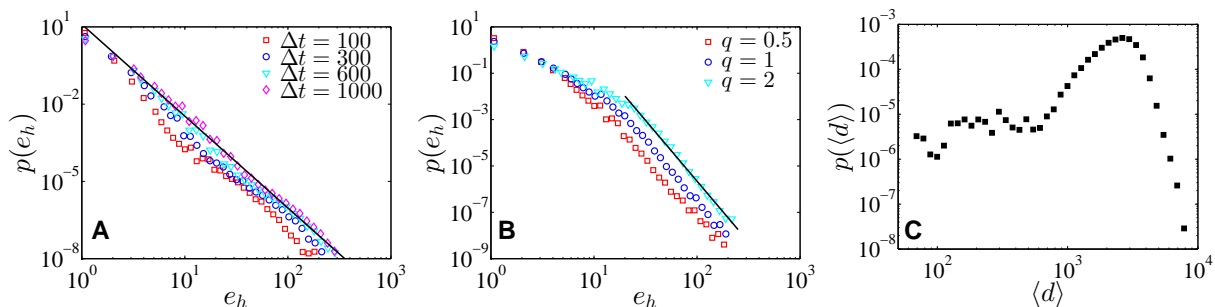 10^1
10^{-2}
10^{-5}
10^{-8}
p(e_h)
10^0
10^1
10^2
10^3
e_h
Δt = 100
Δt = 300
Δt = 600
Δt = 1000
A
10^1
10^{-1}
10^{-3}
10^{-5}
10^{-7}
10^{-9}
p(e_h)
10^0
10^1
10^2
10^3
e_h
q = 0.5
q = 1
q = 2
B
10^{-3}
10^{-4}
10^{-5}
10^{-6}
10^{-7}
10^{-8}
p(⟨d⟩)
10^2
10^3
10^4
⟨d⟩
C